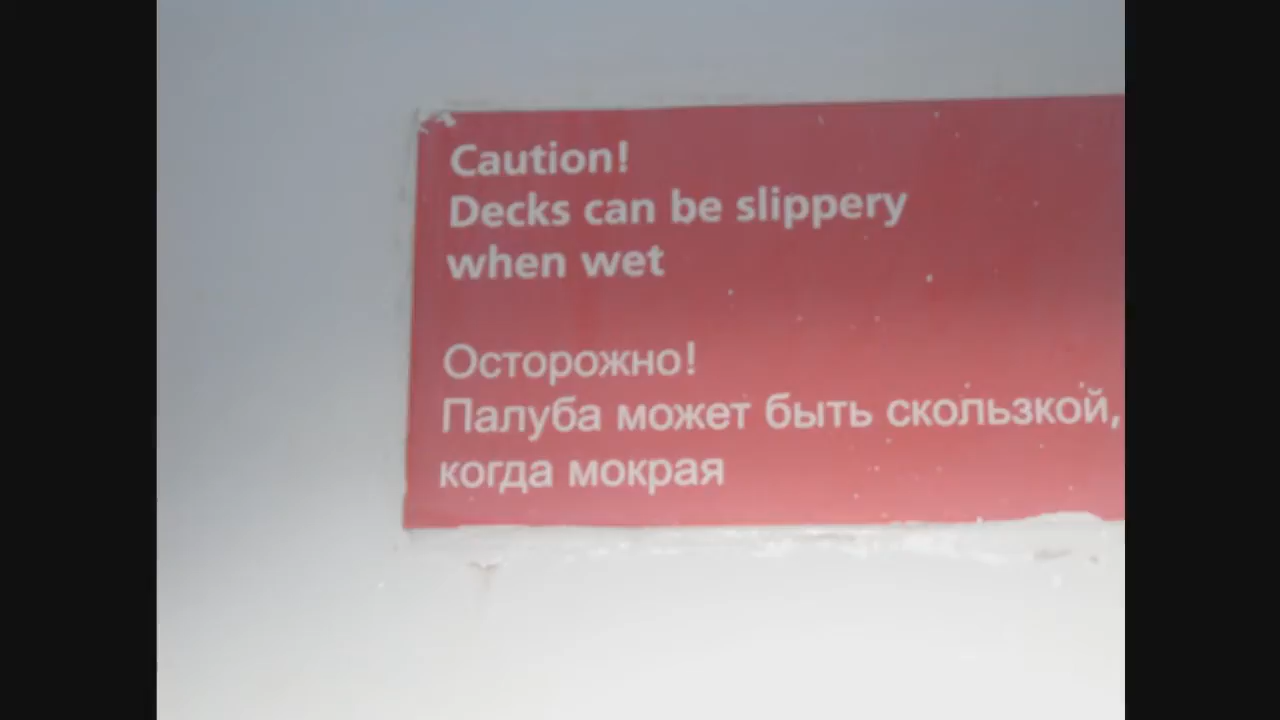 Caution!
Decks can be slippery
when wet
Осторожно!
Палуба может быть скользкой,
когда мокрая